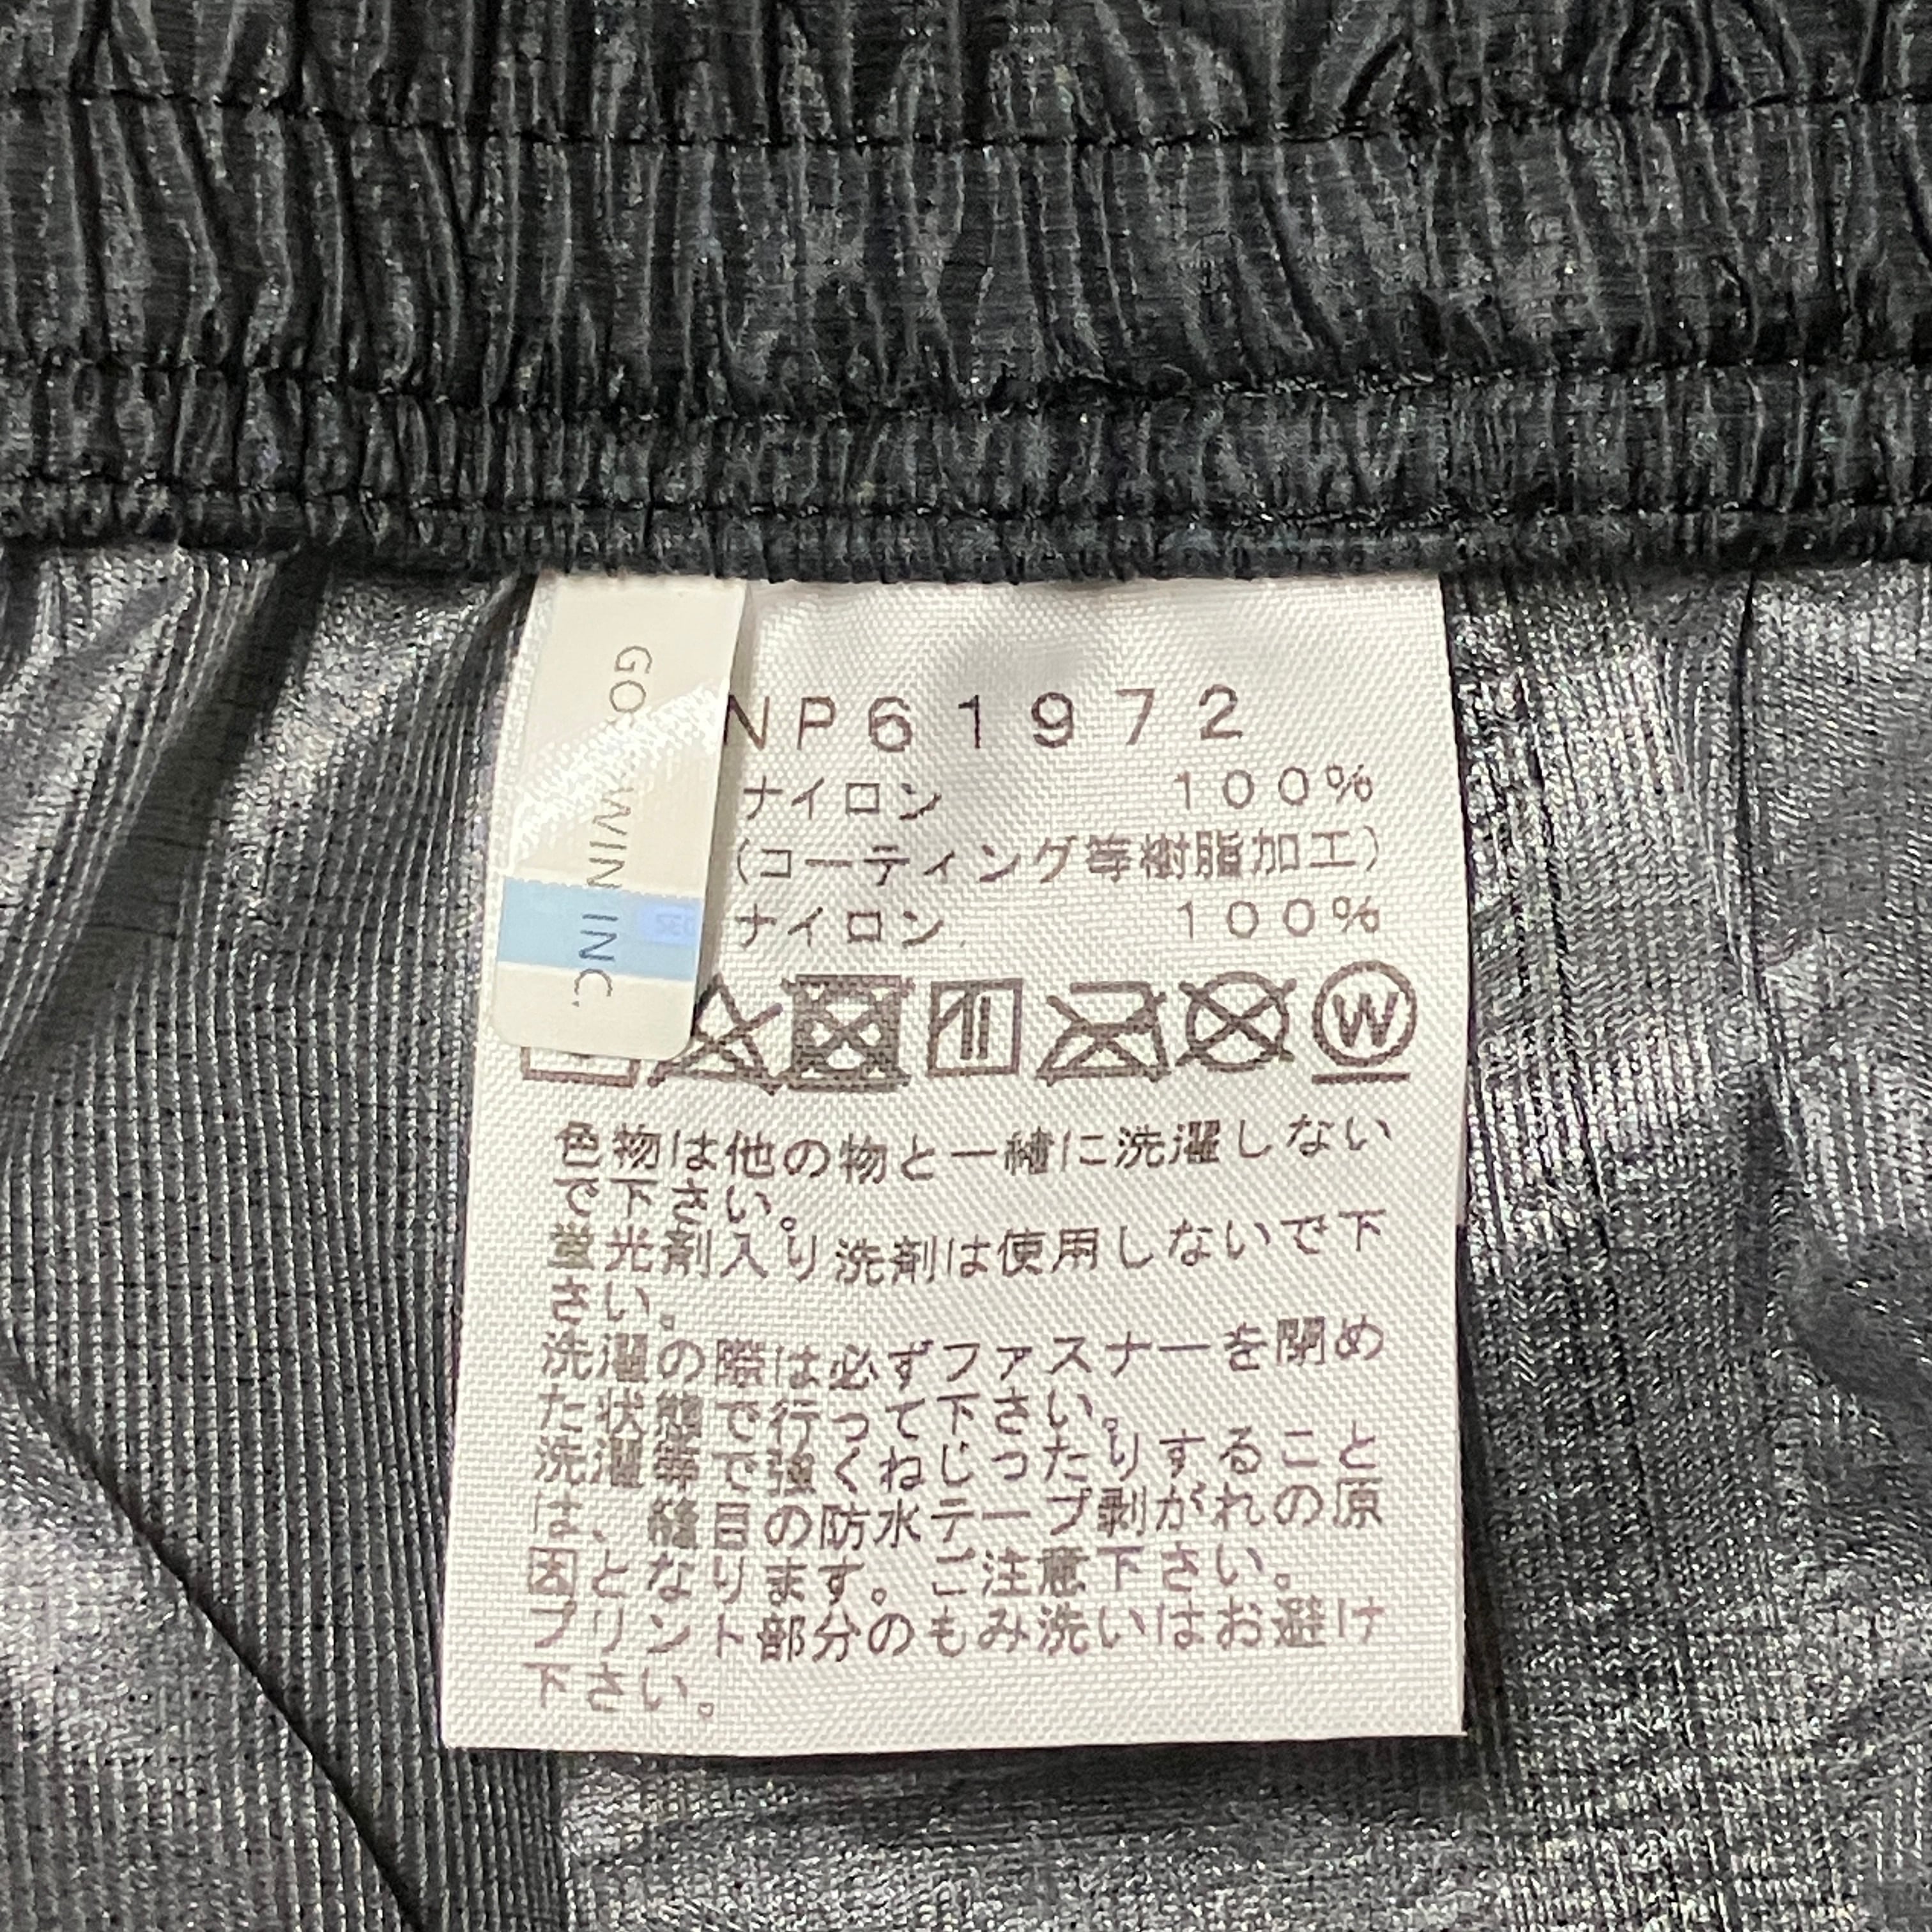 GOLDWIN INC.
NP61972
ナイロン 100%
(コーティング等樹脂加工)
ナイロン 100%
W
色物は他の物と一緒に洗濯しない
で下さい。
蛍光剤入り洗剤は使用しないで下
さい。
洗濯の際は必ずファスナーを閉め
た状態で行って下さい。
洗濯等で強くねじったりすること
は、縫目の防水テープ剥がれの原
因となります。ご注意下さい。
プリント部分のもみ洗いはお避け
下さい。